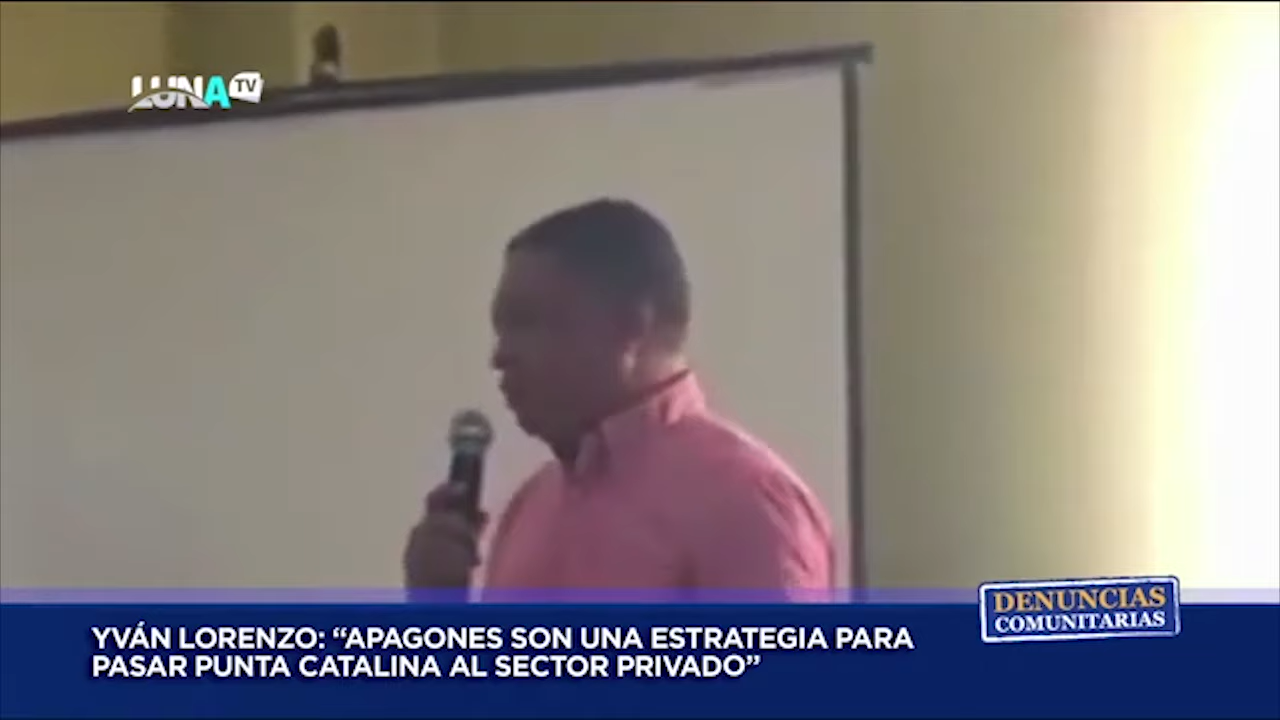 LUNA TV
DENUNCIAS
COMUNITARIAS
YVÁN LORENZO: “APAGONES SON UNA ESTRATEGIA PARA
PASAR PUNTA CATALINA AL SECTOR PRIVADO”